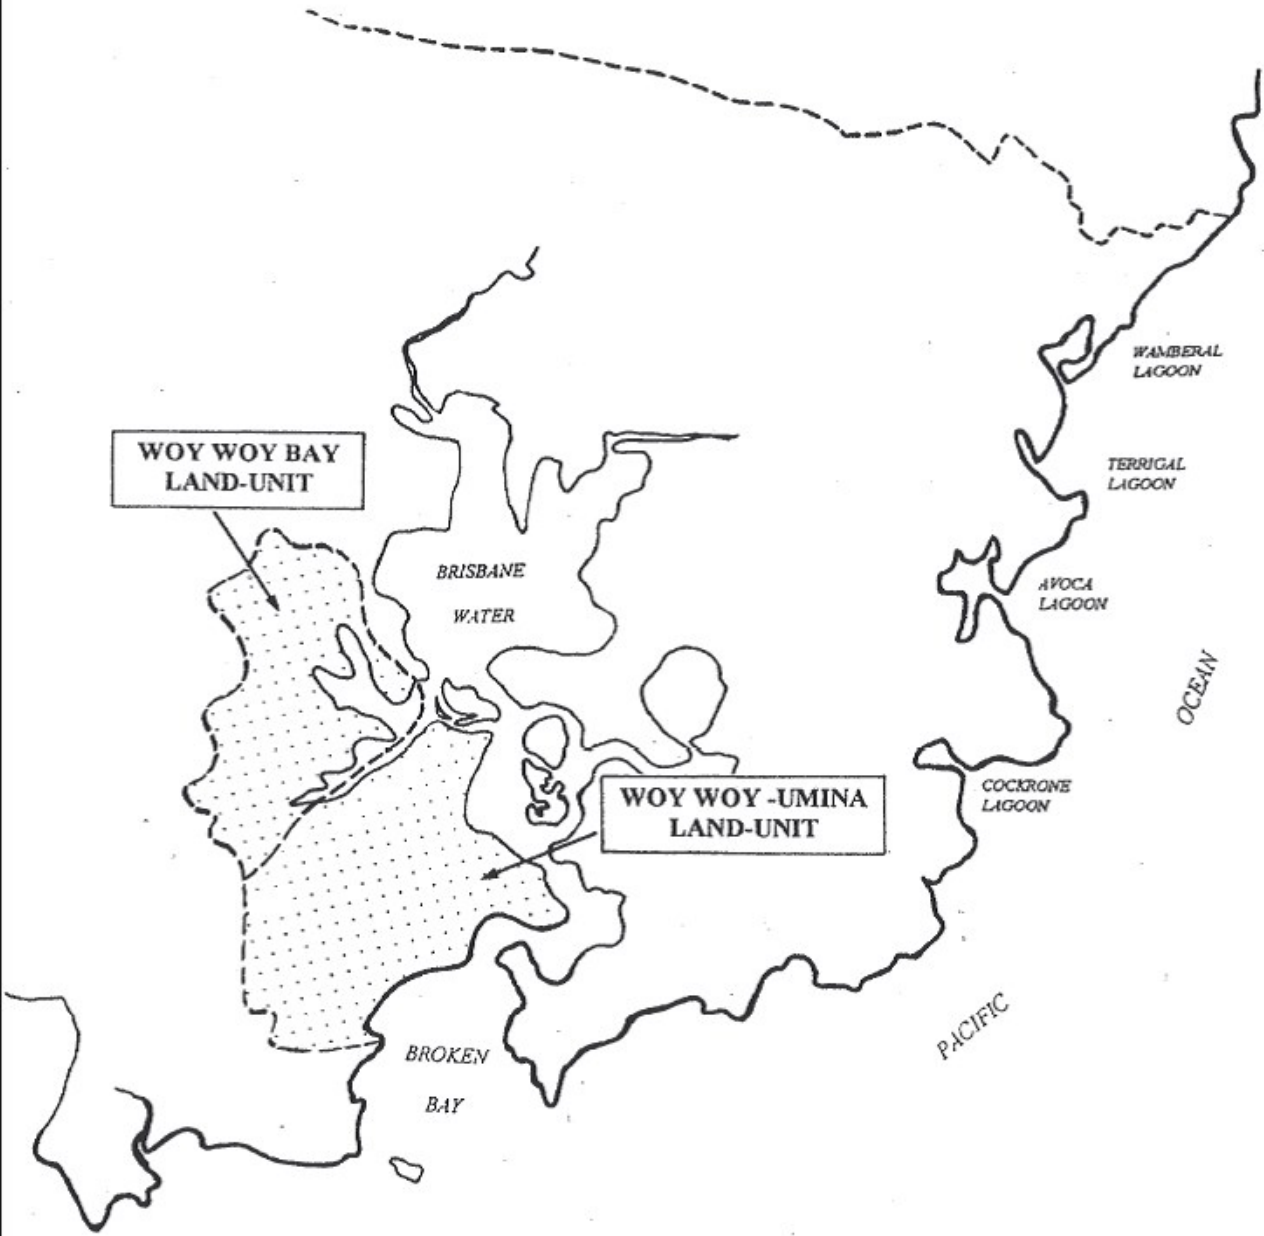 WAMBERAL
LAGOON
WOY WOY BAY
LAND-UNIT
TERRIGAL
LAGOON
BRISBANE
WATER
AVOCA
LAGOON
OCEAN
WOY WOY -UMINA
LAND-UNIT
COCKRONE
LAGOON
PACIFIC
BROKEN
BAY